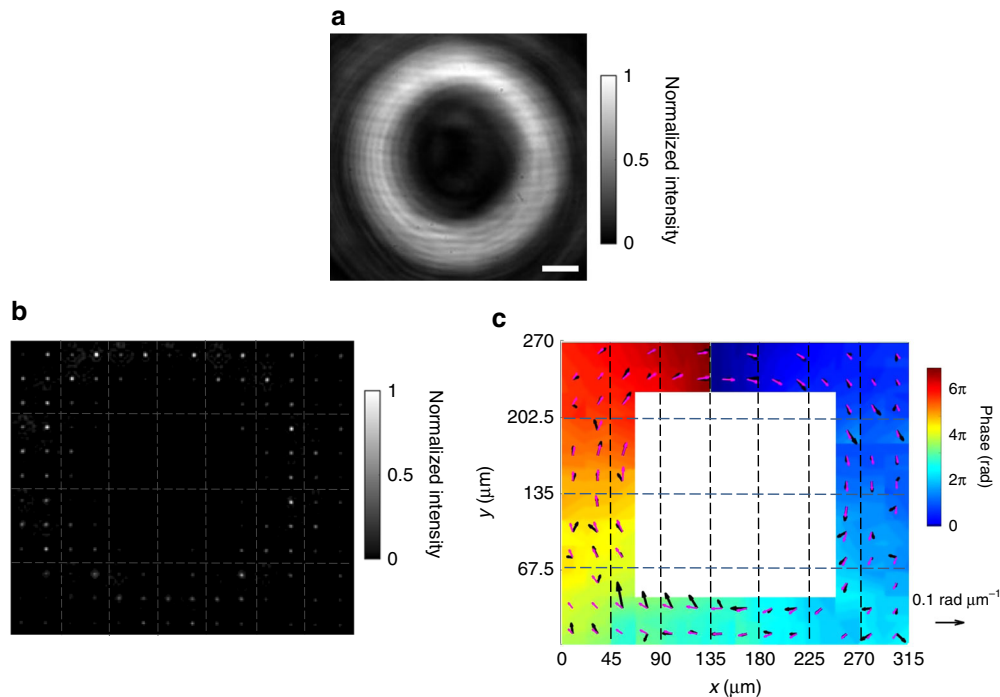 a
1
0.5
0
Normalized intensity
b
1
0.5
0
Normalized intensity
c
270
202.5
135
67.5
y (μm)
0 45 90 135 180 225 270 315
x (μm)
6π
4π
2π
0
Phase (rad)
0.1 rad μm⁻¹